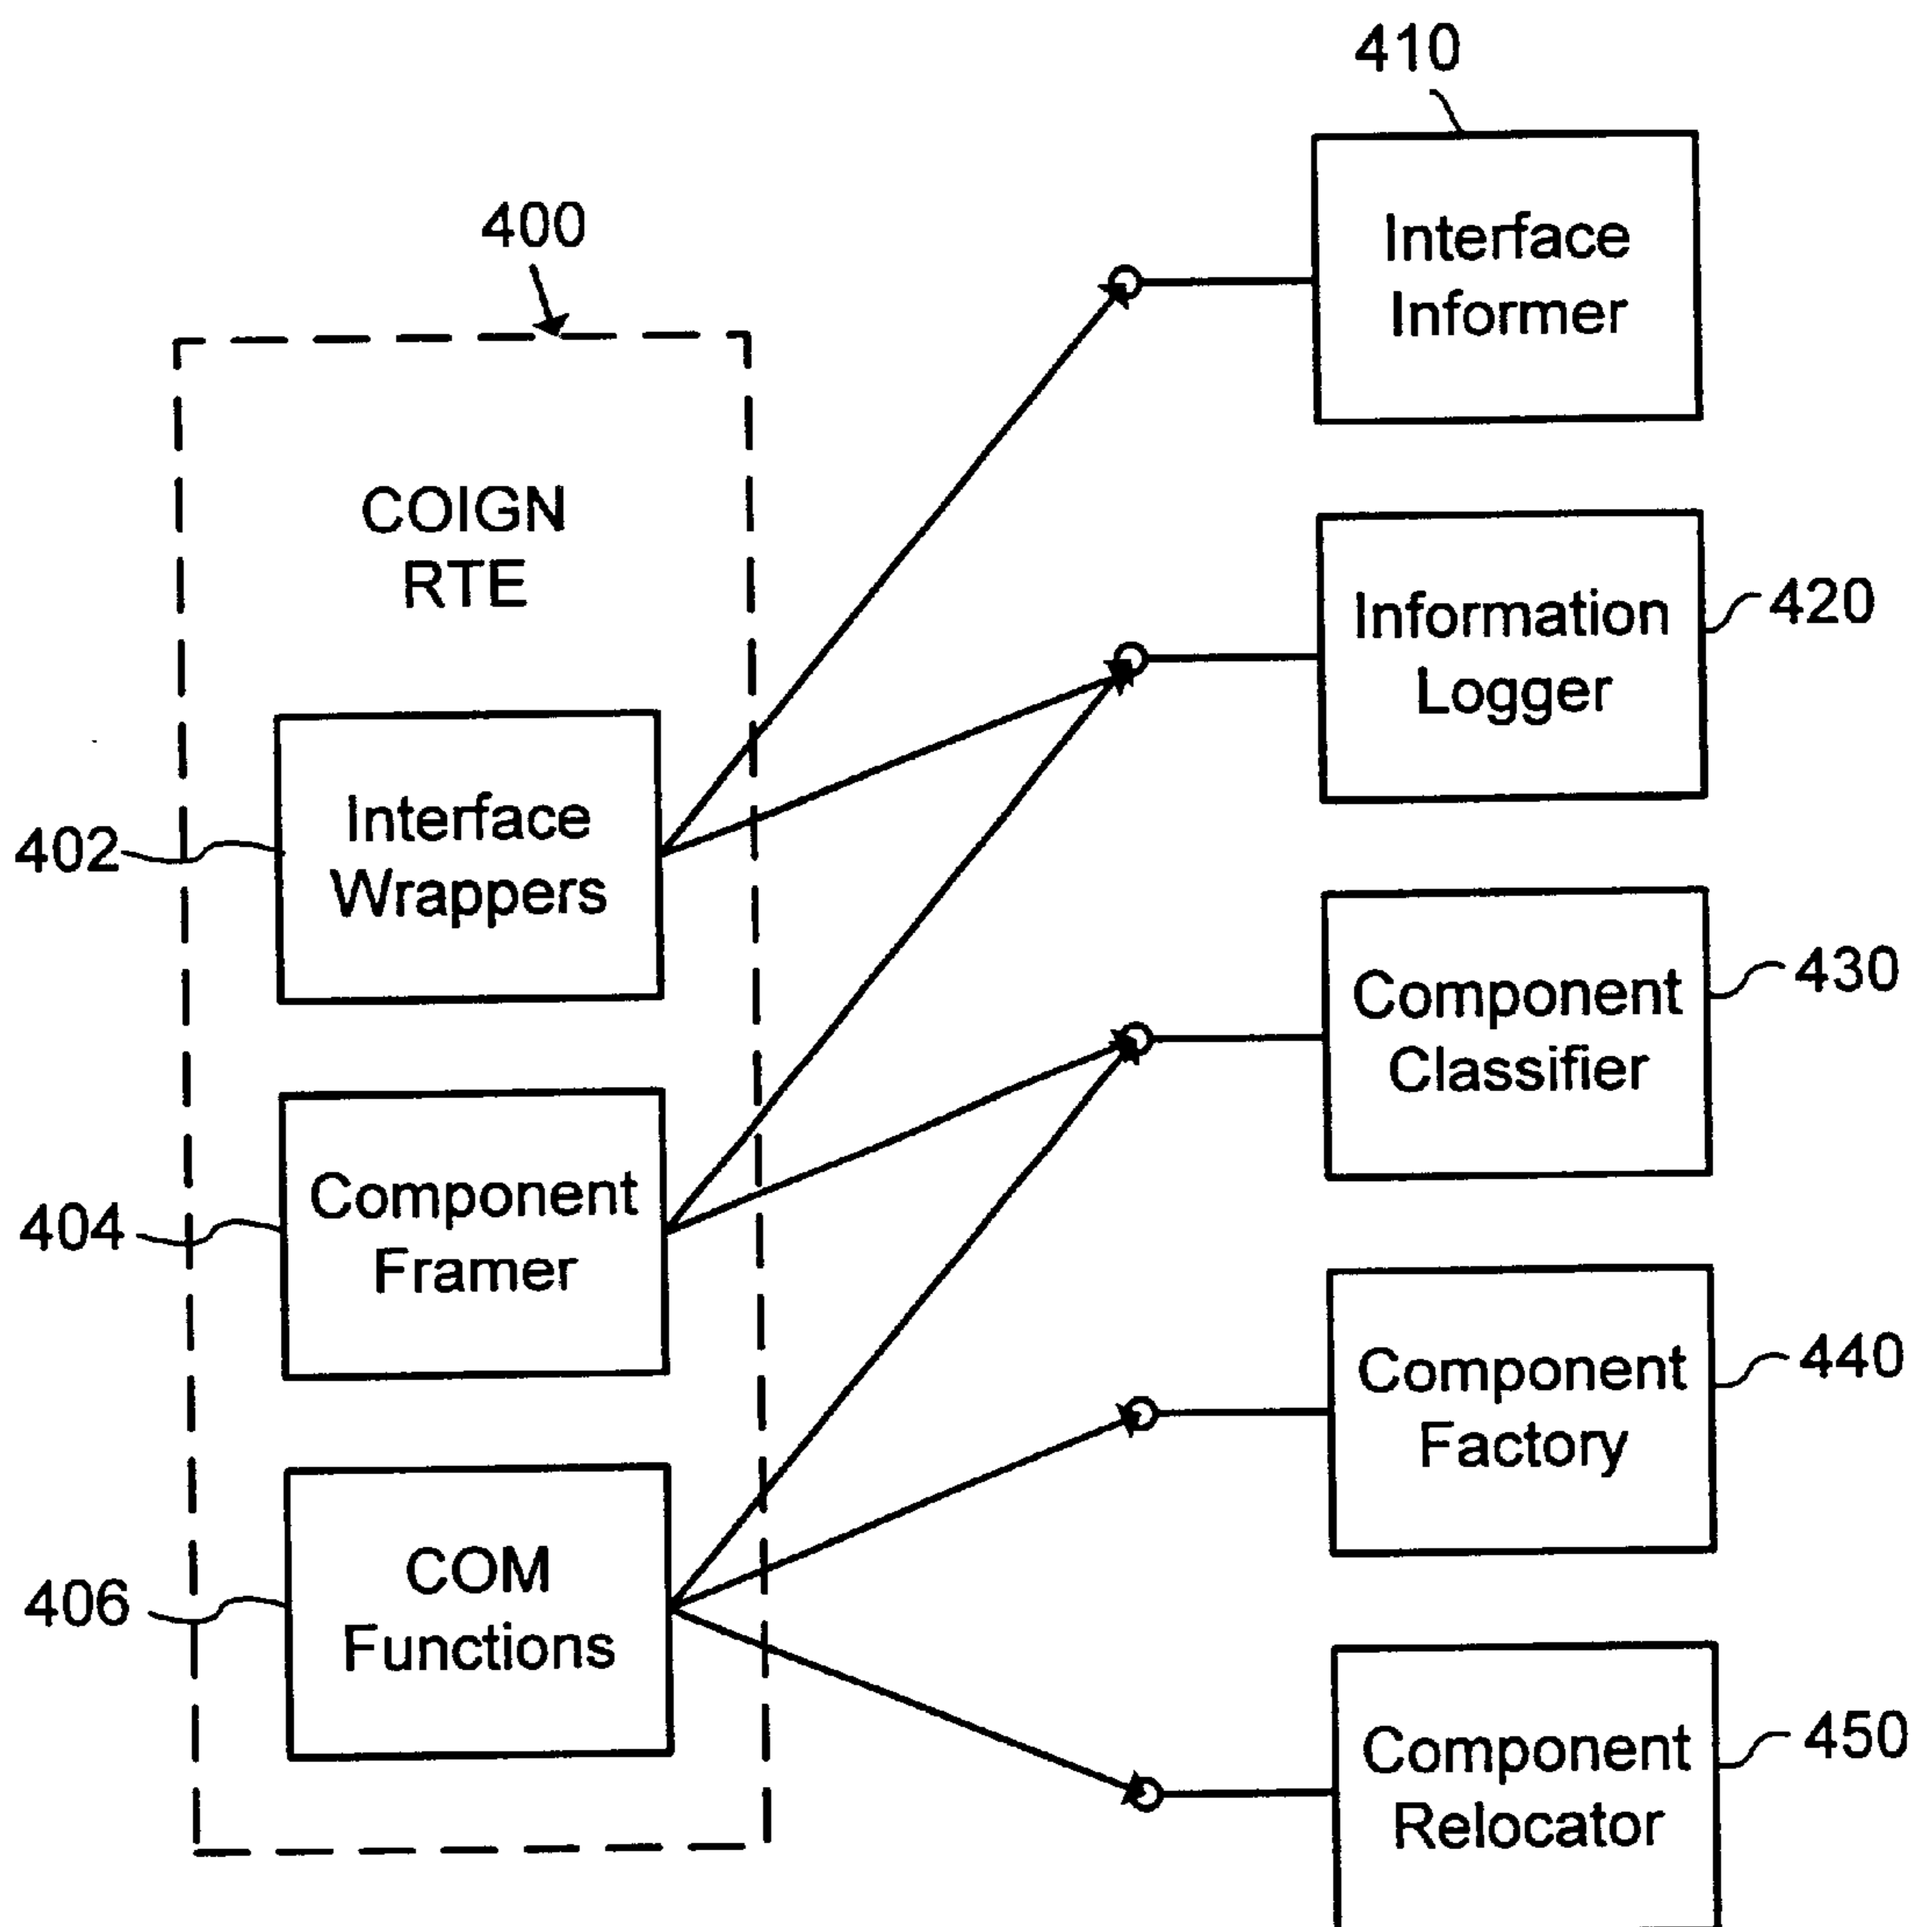 410
Interface
Informer
400
COIGN
RTE
Information
Logger
420
402
Interface
Wrappers
Component
Classifier
430
404
Component
Framer
Component
Factory
440
406
COM
Functions
Component
Relocator
450